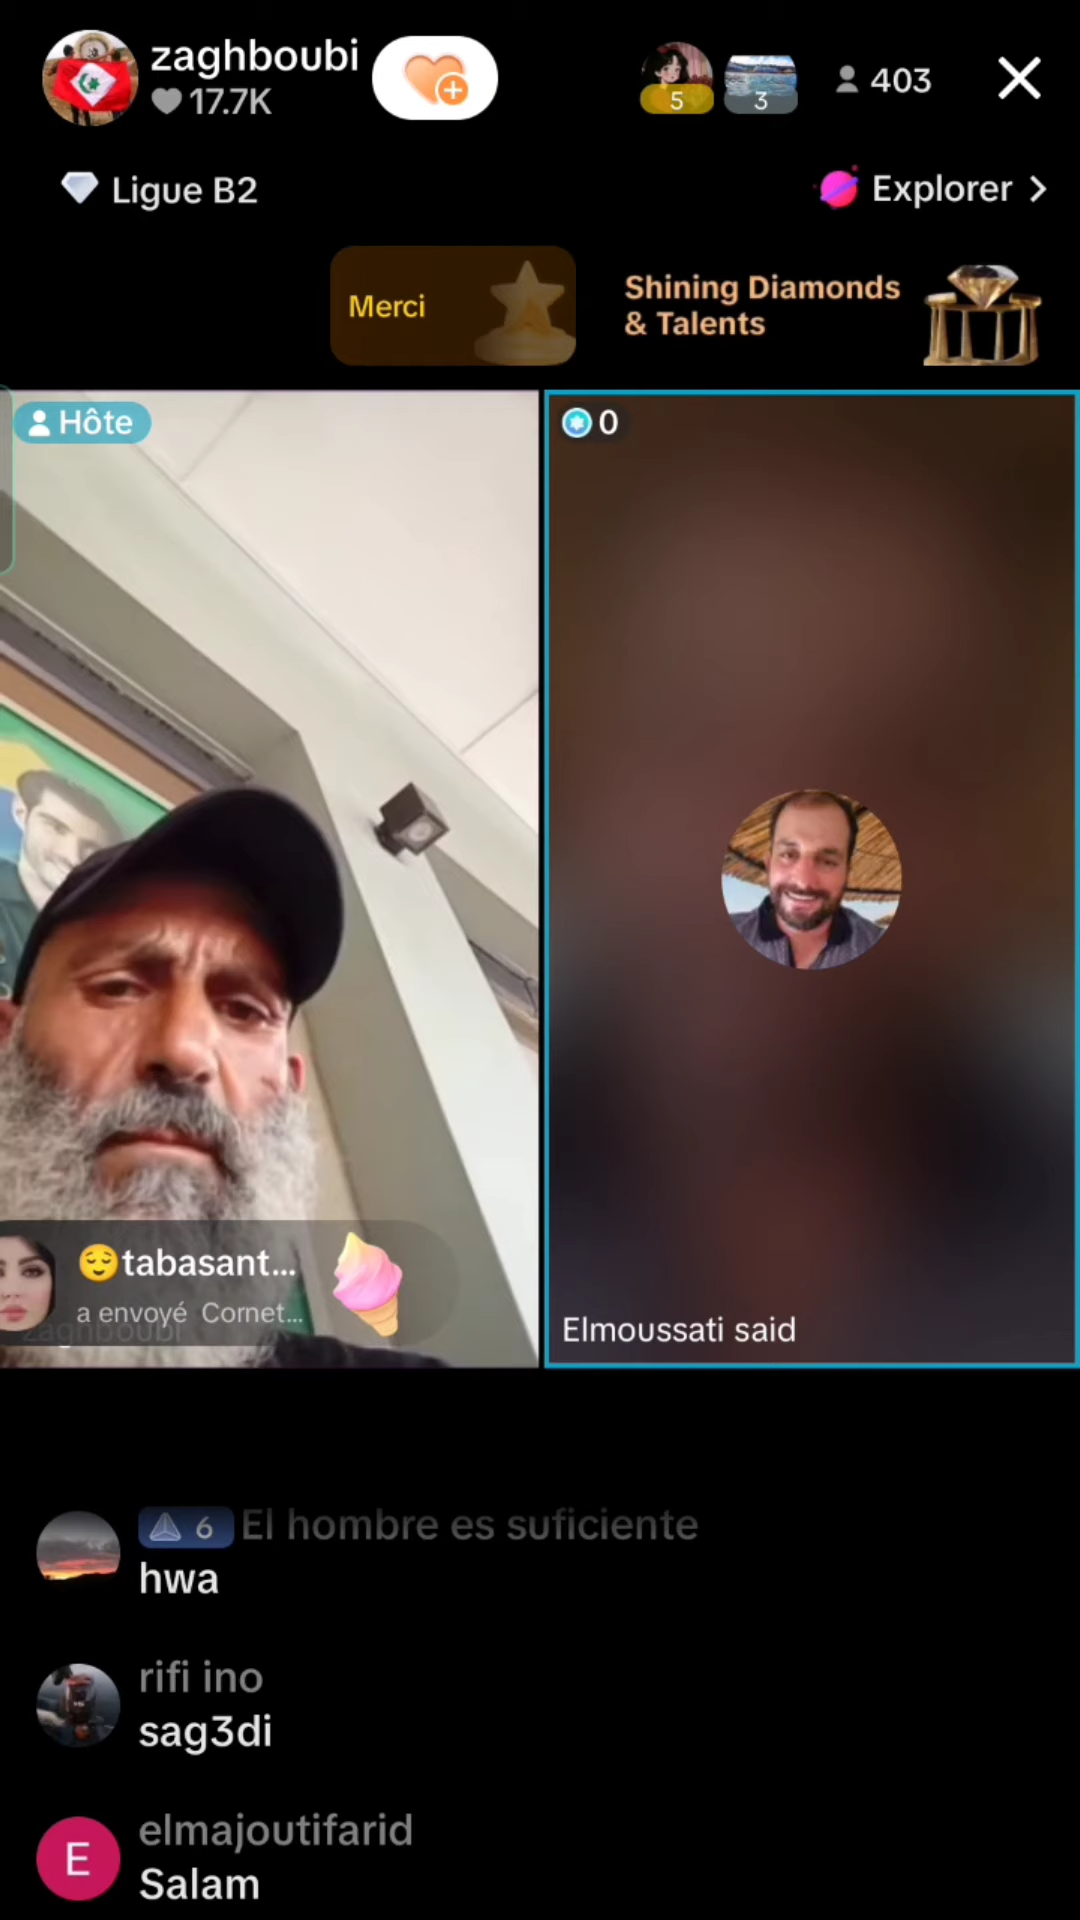 zaghboubi
17.7K
5
3
403
Ligue B2
Explorer
Merci
Shining Diamonds
& Talents
Hôte
0
tabasant...
a envoyé Cornet...
zaghboubi
Elmoussati said
6 El hombre es suficiente
hwa
rifi ino
sag3di
E
elmajoutifarid
Salam